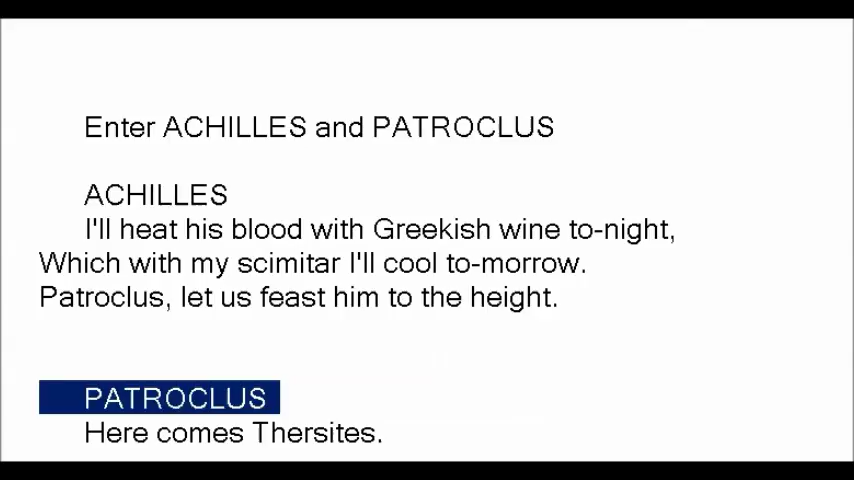 Enter ACHILLES and PATROCLUS
ACHILLES
I'll heat his blood with Greekish wine to-night,
Which with my scimitar I'll cool to-morrow.
Patroclus, let us feast him to the height.
PATROCLUS
Here comes Thersites.